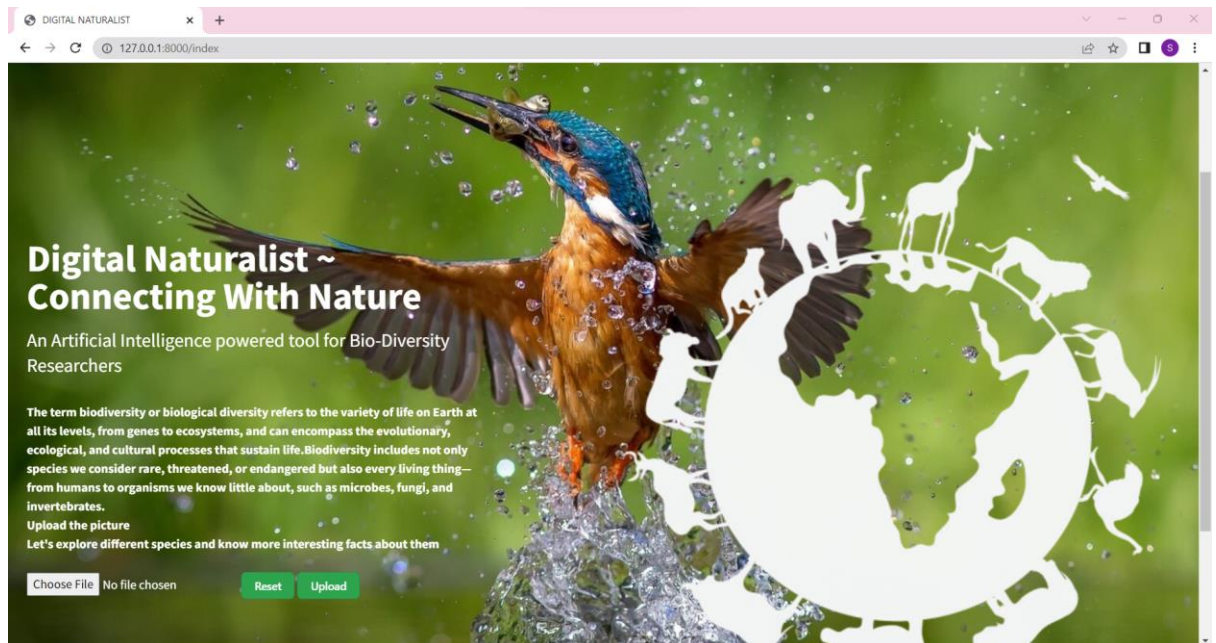 DIGITAL NATURALIST
127.0.0.1:8000/index
S
Digital Naturalist ~
Connecting With Nature
An Artificial Intelligence powered tool for Bio-Diversity
Researchers
The term biodiversity or biological diversity refers to the variety of life on Earth at
all its levels, from genes to ecosystems, and can encompass the evolutionary,
ecological, and cultural processes that sustain life.Biodiversity includes not only
species we consider rare, threatened, or endangered but also every living thing—
from humans to organisms we know little about, such as microbes, fungi, and
invertebrates.
Upload the picture
Let's explore different species and know more interesting facts about them
Choose File No file chosen Reset Upload